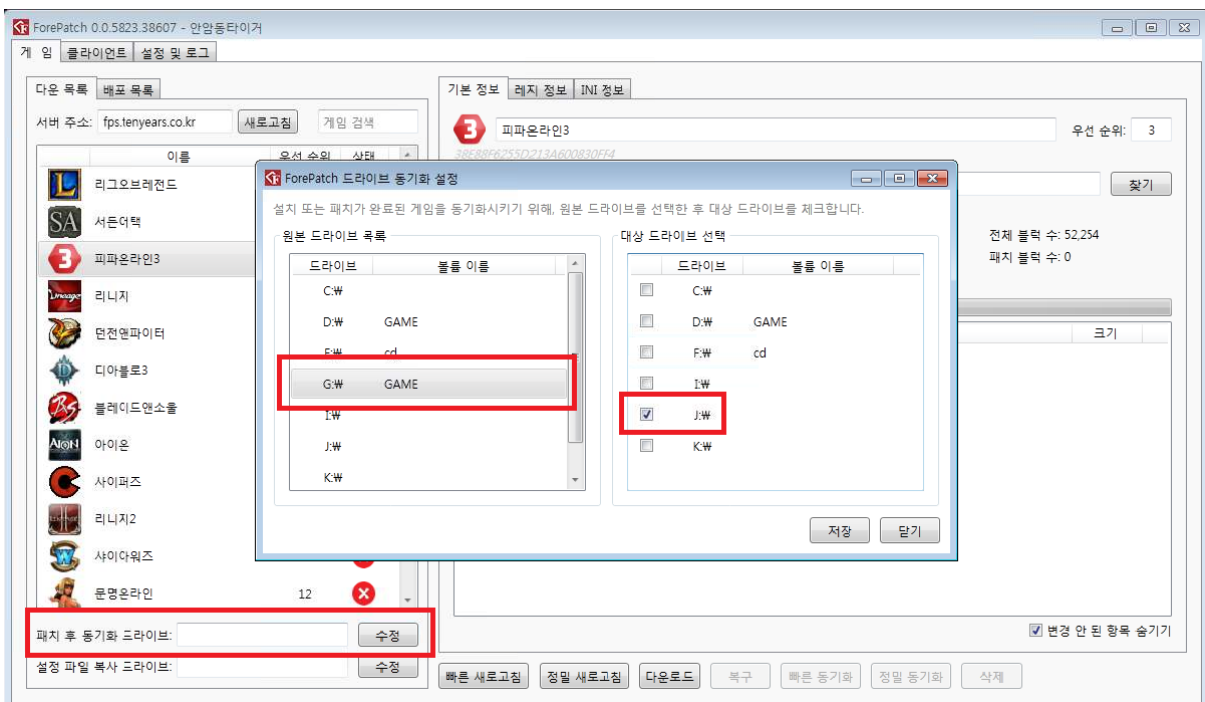 ForePatch 0.0.5823.38607 - 안암동타이거
게 임 클라이언트 설정 및 로그
다운 목록 배포 목록
서버 주소: fps.tenyears.co.kr 새로고침 게임 검색
이름 우선 순위 상태
리그오브레전드
서든어택
피파온라인3
리니지
던전앤파이터
디아블로3
블레이드앤소울
아이온
사이퍼즈
리니지2
샤이아워즈
문명온라인 12
패치 후 동기화 드라이브: 수정
설정 파일 복사 드라이브: 수정
기본 정보 레지 정보 INI 정보
피파온라인3 우선 순위: 3
38E88F6255D213A600830FF4
찾기
전체 블럭 수: 52,254
패치 블럭 수: 0
크기
변경 안 된 항목 숨기기
빠른 새로고침 정밀 새로고침 다운로드 복구 빠른 동기화 정밀 동기화 삭제
ForePatch 드라이브 동기화 설정
설치 또는 패치가 완료된 게임을 동기화시키기 위해, 원본 드라이브를 선택한 후 대상 드라이브를 체크합니다.
원본 드라이브 목록
드라이브 볼륨 이름
C:₩
D:₩ GAME
F:₩ cd
G:₩ GAME
I:₩
J:₩
K:₩
대상 드라이브 선택
드라이브 볼륨 이름
C:₩
D:₩ GAME
F:₩ cd
I:₩
J:₩
K:₩
저장 닫기